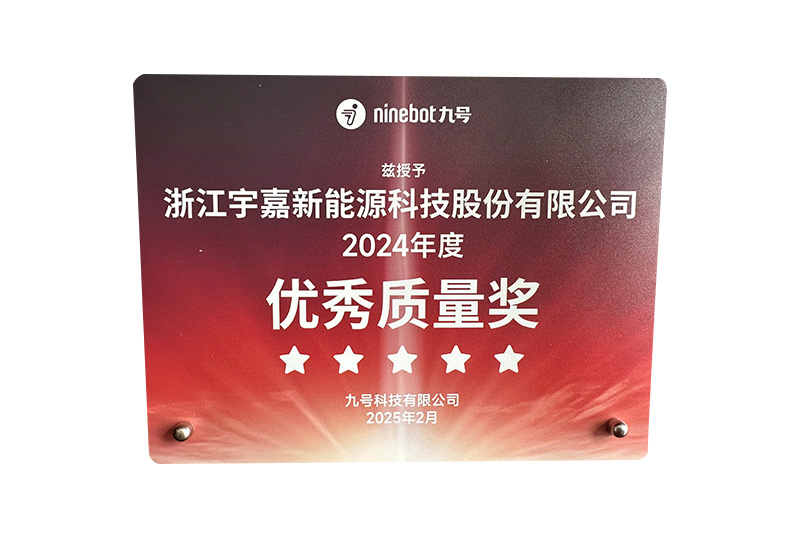 ninebot九号
兹授予
浙江宇嘉新能源科技股份有限公司
2024年度
优秀质量奖
九号科技有限公司
2025年2月